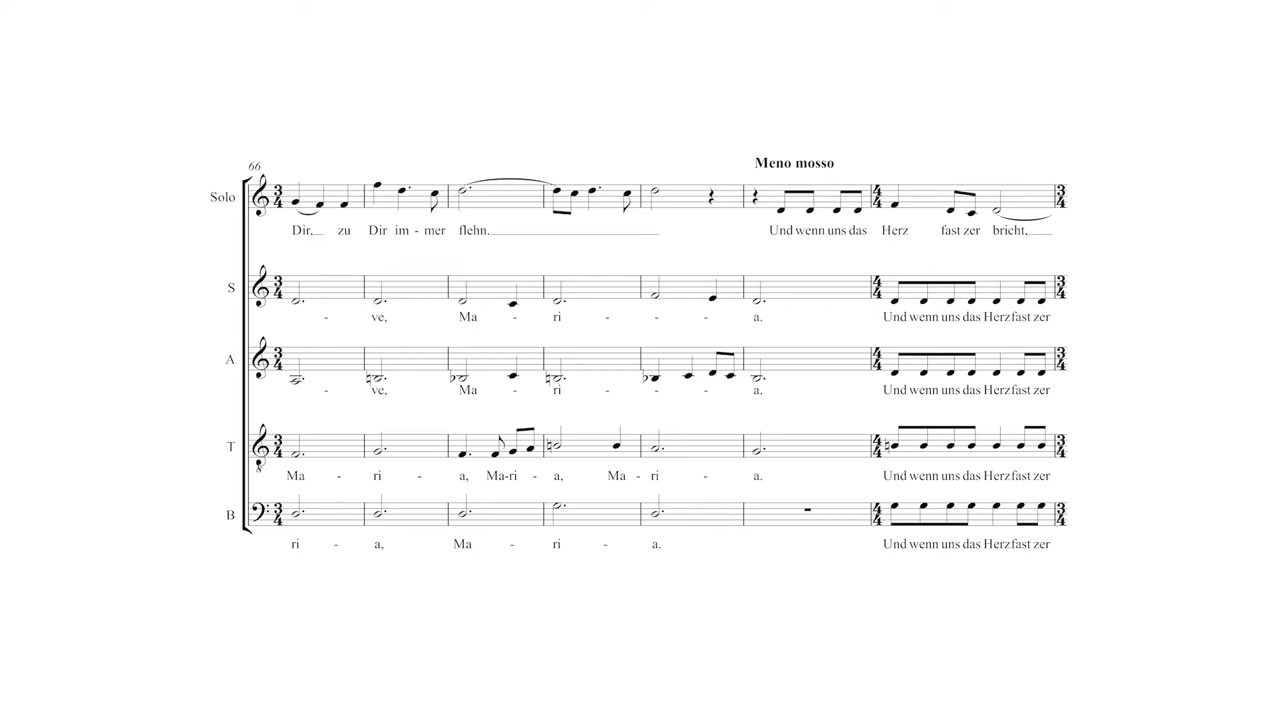 Meno mosso
66
Solo
Dir, zu Dir im - mer flehn. Und wenn uns das Herz fast zer bricht,
S
- ve, Ma - ri - - - a. Und wenn uns das Herz fast zer
A
- ve, Ma - ri - - - a. Und wenn uns das Herz fast zer
T
Ma - ri - a, Ma-ri - a, Ma - ri - a. Und wenn uns das Herz fast zer
B
ri - a, Ma - ri - a. Und wenn uns das Herz fast zer